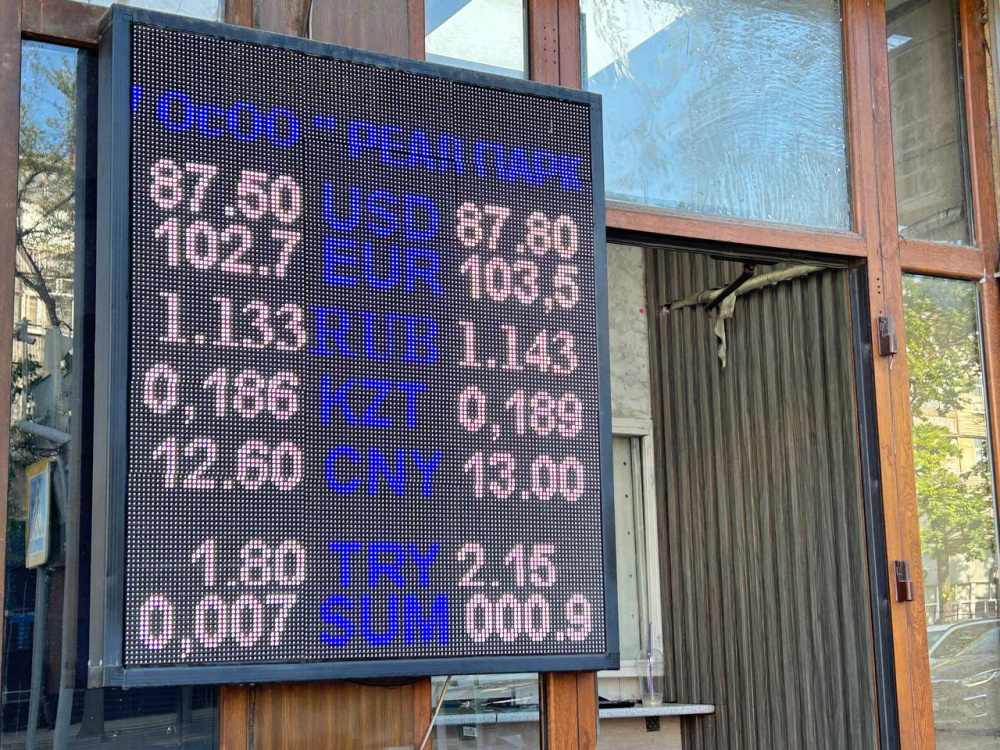 ОсОО " РЕАЛ ПАРК
87.50 USD 87.80
102.7 EUR 103,5
1.133 RUB 1.143
0,186 KZT 0,189
12.60 CNY 13.00
1.80 TRY 2.15
0,007 SUM 000.9